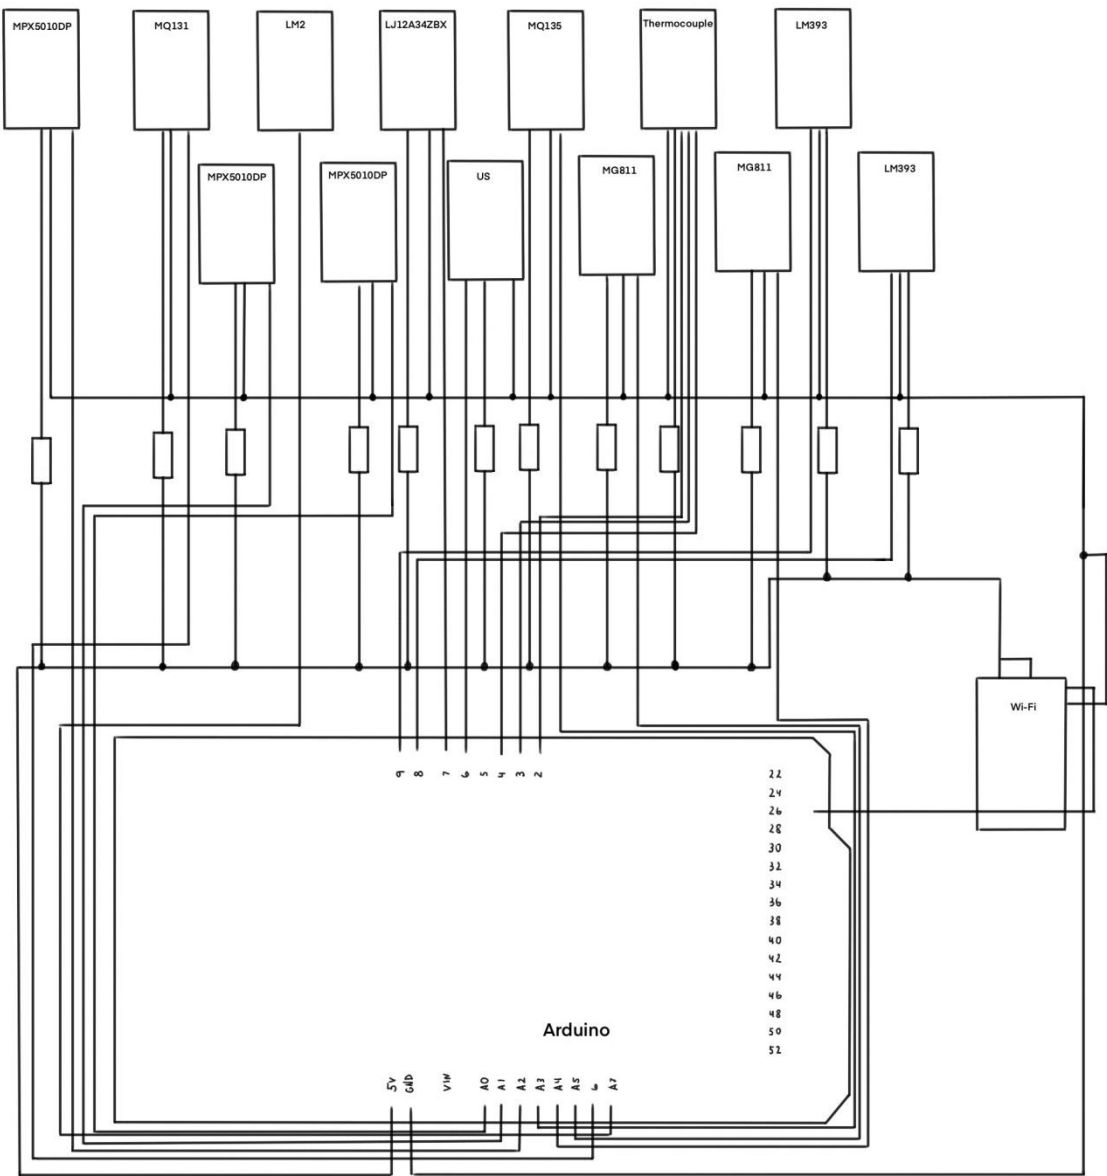 MPX5010DP
MQ131
LM2
LJ12A34ZBX
MQ135
Thermocouple
LM393
MPX5010DP
MPX5010DP
US
MG811
MG811
LM393
Wi-Fi
9
8
7
6
5
4
3
2
22
24
26
28
30
32
34
36
38
40
42
44
46
48
50
52
Arduino
5V
GND
VIN
A0
A1
A2
A3
A4
A5
6
A7